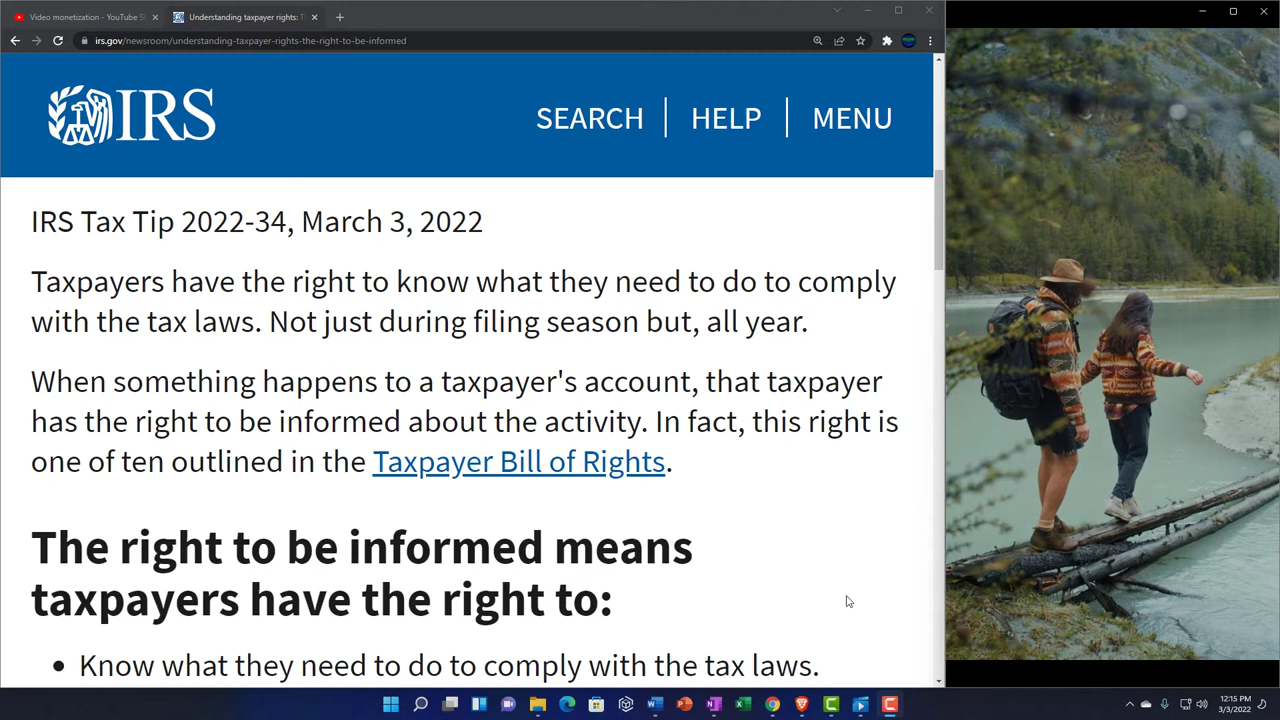 Video monetization - YouTube S
Understanding taxpayer rights: T
irs.gov/newsroom/understanding-taxpayer-rights-the-right-to-be-informed
IRS
SEARCH | HELP | MENU
IRS Tax Tip 2022-34, March 3, 2022
Taxpayers have the right to know what they need to do to comply
with the tax laws. Not just during filing season but, all year.
When something happens to a taxpayer's account, that taxpayer
has the right to be informed about the activity. In fact, this right is
one of ten outlined in the Taxpayer Bill of Rights.
The right to be informed means
taxpayers have the right to:
• Know what they need to do to comply with the tax laws.
12:15 PM
3/3/2022